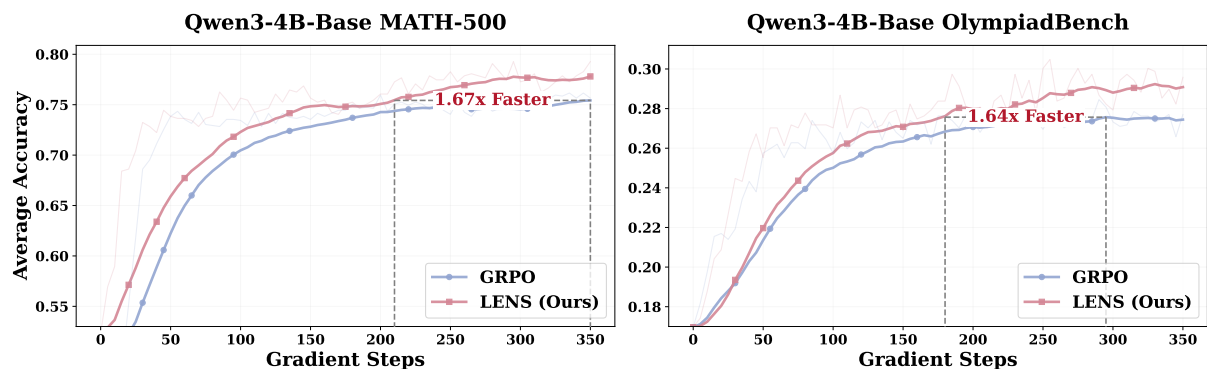 Qwen3-4B-Base MATH-500
Average Accuracy
0.80
0.75
0.70
0.65
0.60
0.55
1.67x Faster
GRPO
LENS (Ours)
0 50 100 150 200 250 300 350
Gradient Steps
Qwen3-4B-Base OlympiadBench
0.30
0.28
0.26
0.24
0.22
0.20
0.18
1.64x Faster
GRPO
LENS (Ours)
0 50 100 150 200 250 300 350
Gradient Steps